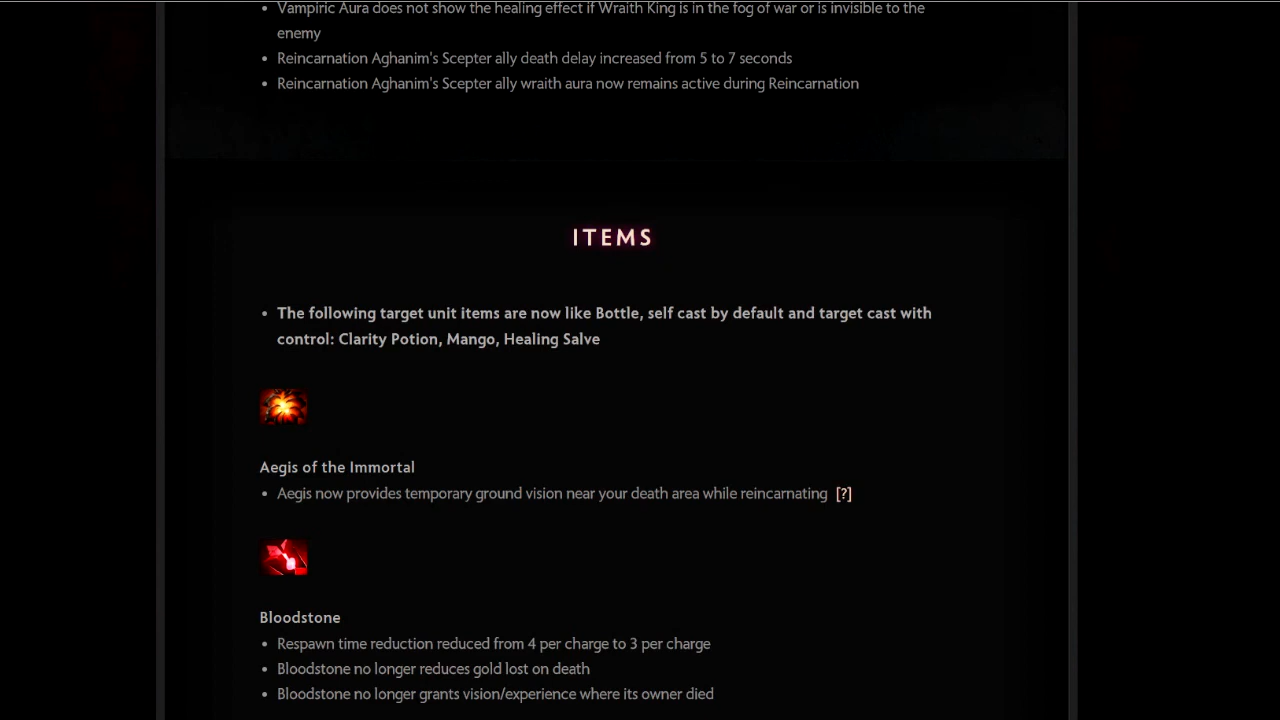 • Vampiric Aura does not show the healing effect if Wraith King is in the fog of war or is invisible to the
enemy
• Reincarnation Aghanim's Scepter ally death delay increased from 5 to 7 seconds
• Reincarnation Aghanim's Scepter ally wraith aura now remains active during Reincarnation
ITEMS
• The following target unit items are now like Bottle, self cast by default and target cast with
control: Clarity Potion, Mango, Healing Salve
Aegis of the Immortal
• Aegis now provides temporary ground vision near your death area while reincarnating [?]
Bloodstone
• Respawn time reduction reduced from 4 per charge to 3 per charge
• Bloodstone no longer reduces gold lost on death
• Bloodstone no longer grants vision/experience where its owner died